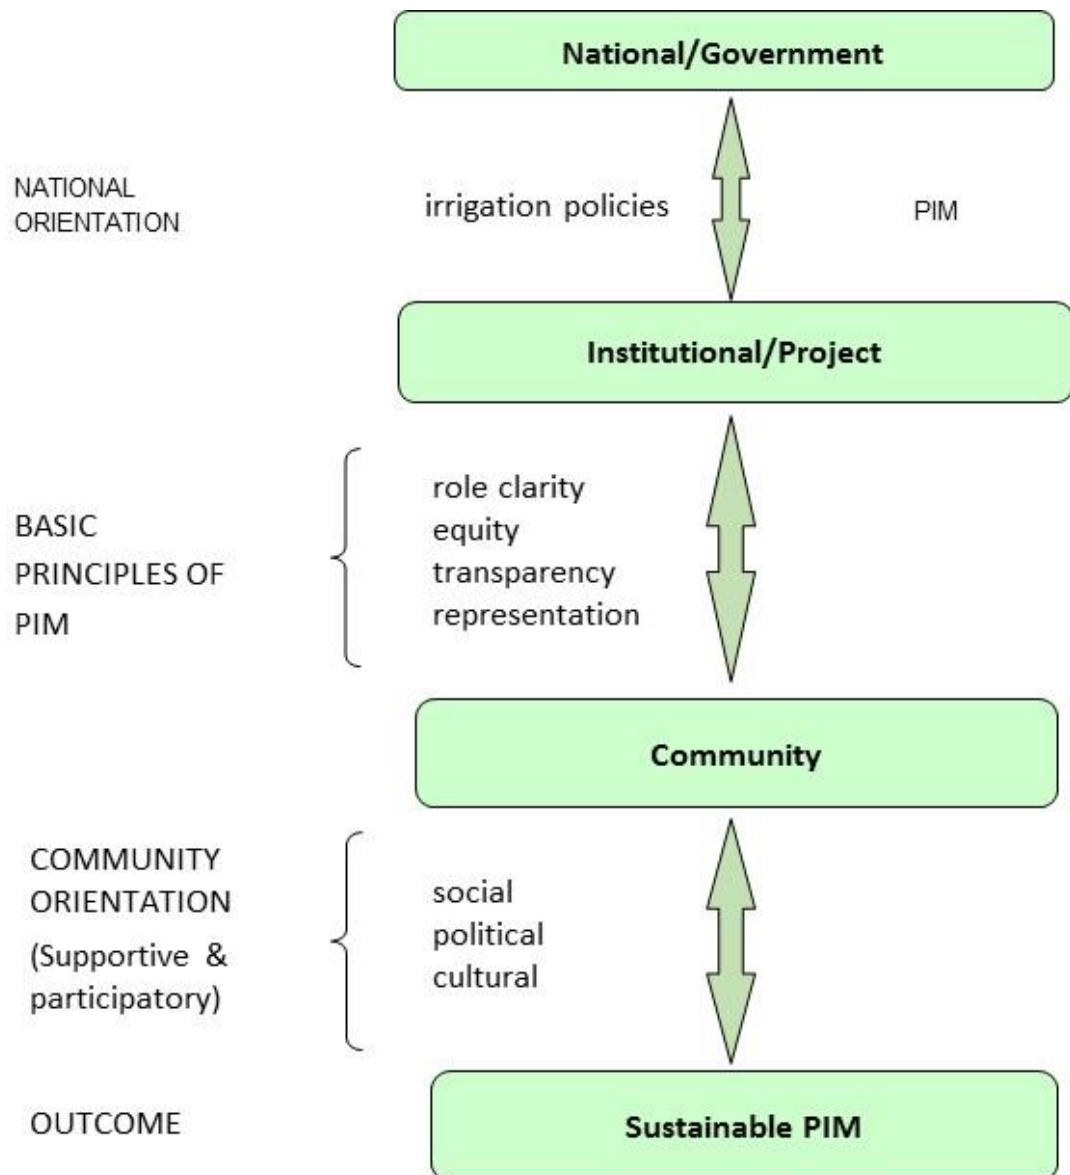 National/Government
NATIONAL
ORIENTATION
irrigation policies
PIM
Institutional/Project
BASIC
PRINCIPLES OF
PIM
role clarity
equity
transparency
representation
Community
COMMUNITY
ORIENTATION
(Supportive &
participatory)
social
political
cultural
OUTCOME
Sustainable PIM